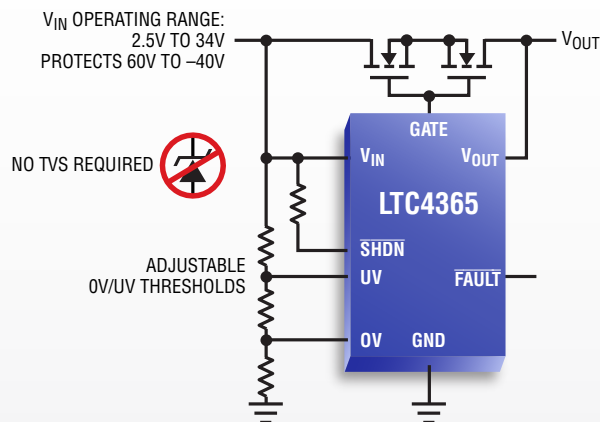 VIN OPERATING RANGE:
2.5V TO 34V
PROTECTS 60V TO –40V
VOUT
GATE
NO TVS REQUIRED
VIN
VOUT
LTC4365
SHDN
ADJUSTABLE
0V/UV THRESHOLDS
UV
FAULT
OV
GND